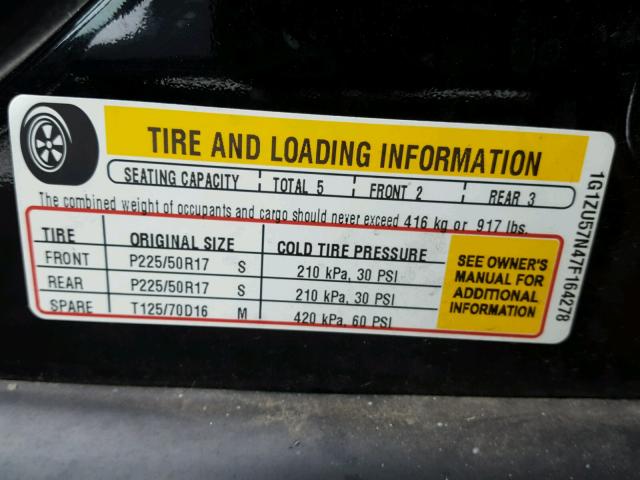 TIRE AND LOADING INFORMATION
SEATING CAPACITY TOTAL 5 FRONT 2 REAR 3
The combined weight of occupants and cargo should never exceed 416 kg or 917 lbs.
TIRE ORIGINAL SIZE COLD TIRE PRESSURE
FRONT P225/50R17 S 210 kPa, 30 PSI
REAR P225/50R17 S 210 kPa, 30 PSI
SPARE T125/70D16 M 420 kPa, 60 PSI
SEE OWNER'S
MANUAL FOR
ADDITIONAL
INFORMATION
1G1ZU57N47F164278